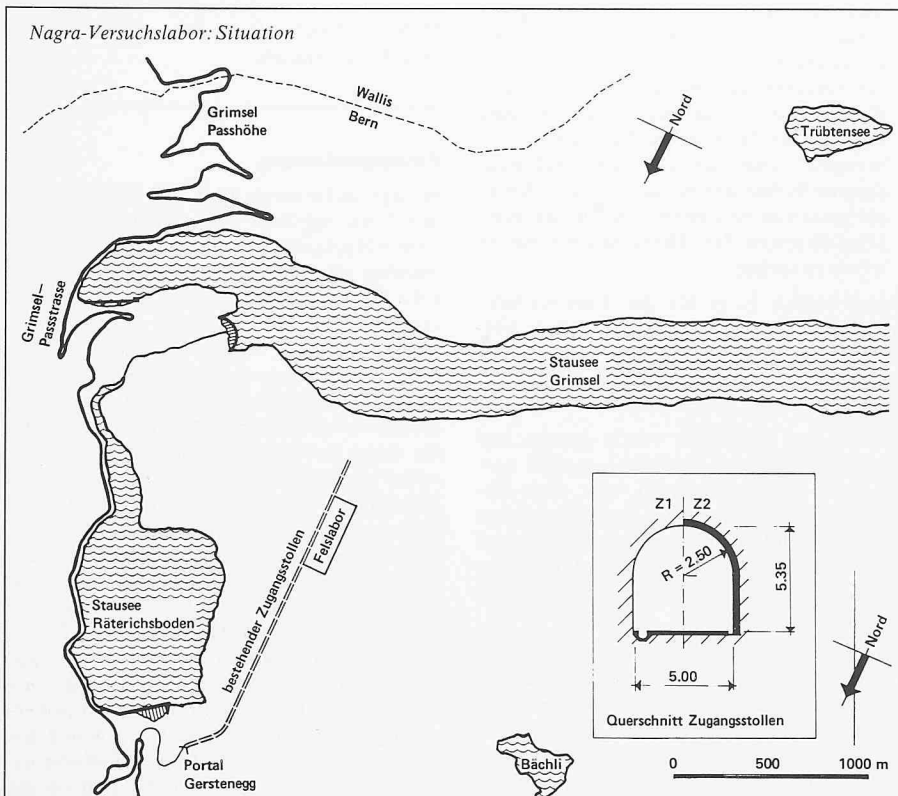 Nagra-Versuchslabor: Situation
Grimsel
Passhöhe
Wallis
Bern
Nord
Trübtensee
Grimsel–
Passstrasse
Stausee
Grimsel
bestehender Zugangsstollen
Felslabor
Stausee
Räterichsboden
Z1 Z2
R = 2.50
5.35
5.00
Querschnitt Zugangsstollen
Nord
Portal
Gerstenegg
Bächli
0 500 1000 m